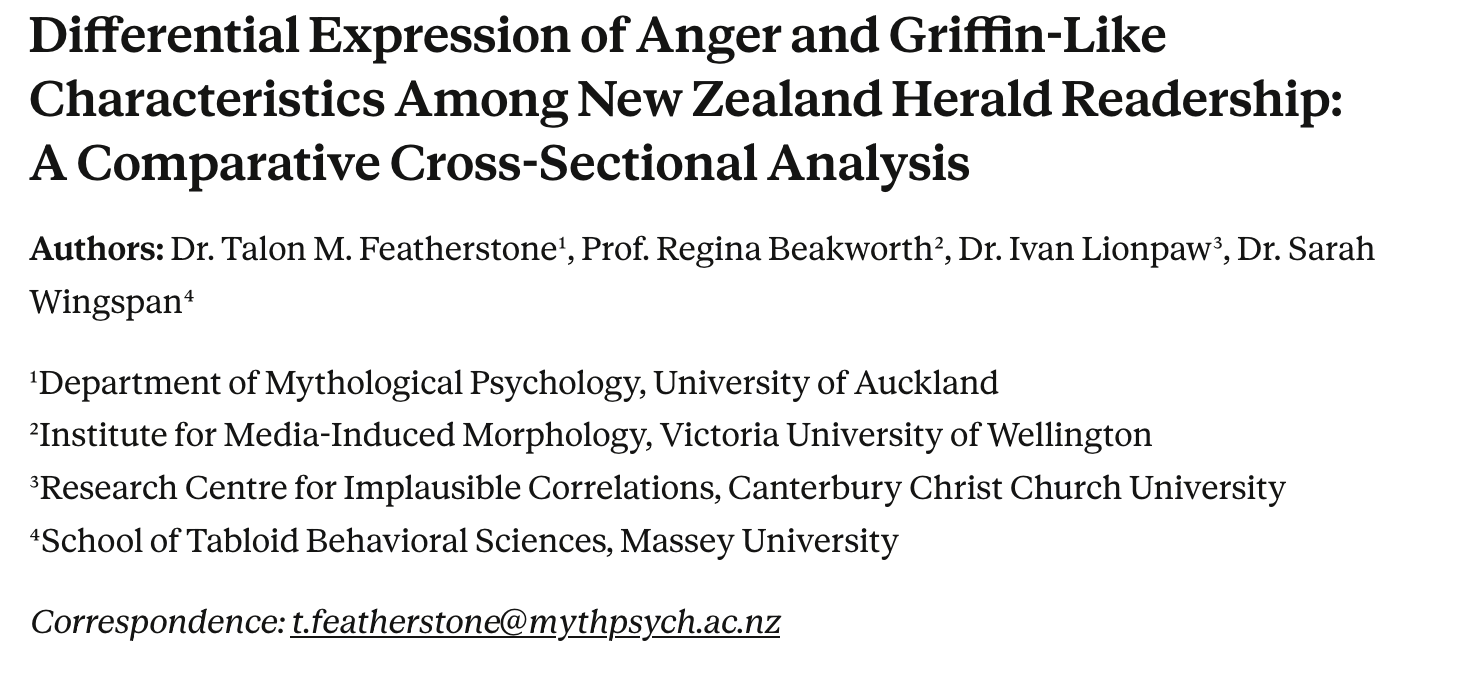 Differential Expression of Anger and Griffin-Like
Characteristics Among New Zealand Herald Readership:
A Comparative Cross-Sectional Analysis
Authors: Dr. Talon M. Featherstone¹, Prof. Regina Beakworth², Dr. Ivan Lionpaw³, Dr. Sarah
Wingspan⁴
¹Department of Mythological Psychology, University of Auckland
²Institute for Media-Induced Morphology, Victoria University of Wellington
³Research Centre for Implausible Correlations, Canterbury Christ Church University
⁴School of Tabloid Behavioral Sciences, Massey University
Correspondence: t.featherstone@mythpsych.ac.nz